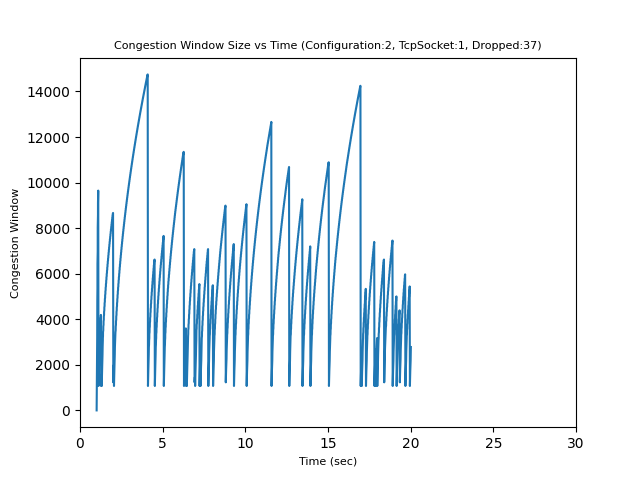 Congestion Window Size vs Time (Configuration:2, TcpSocket:1, Dropped:37)
14000
12000
10000
8000
6000
4000
2000
0
Congestion Window
0 5 10 15 20 25 30
Time (sec)